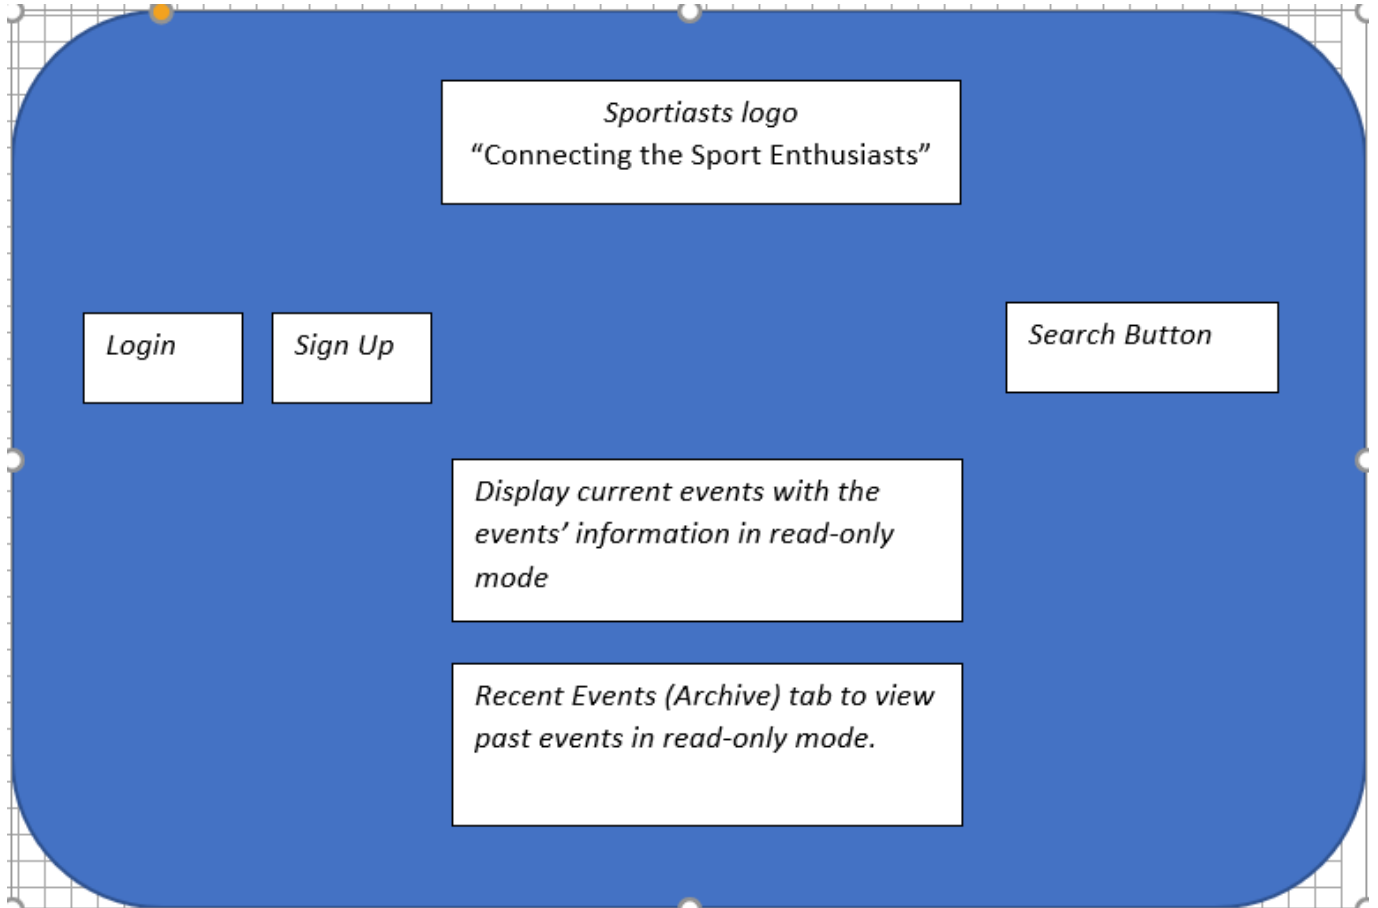 Sportiasts logo
“Connecting the Sport Enthusiasts”
Login
Sign Up
Search Button
Display current events with the
events’ information in read-only
mode
Recent Events (Archive) tab to view
past events in read-only mode.